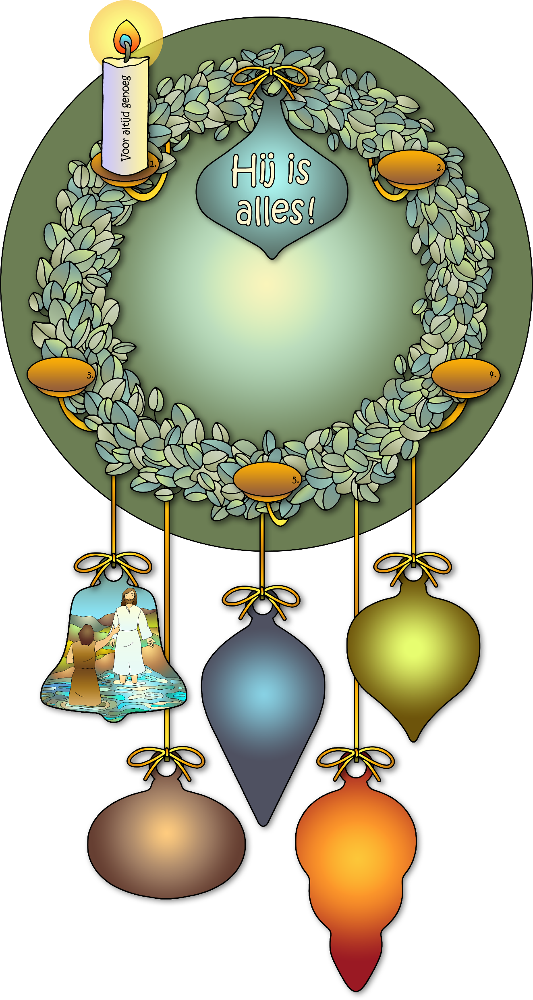 Voor altijd genoeg
Hij is
alles!
1.
2.
3.
4.
5.